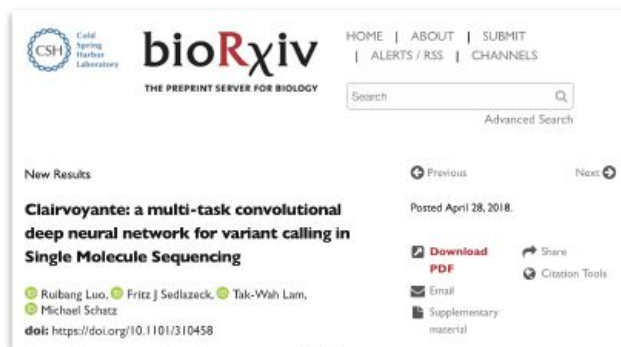 CSH
Cold
Spring
Harbor
Laboratory
bioRχiv
THE PREPRINT SERVER FOR BIOLOGY
HOME | ABOUT | SUBMIT
| ALERTS / RSS | CHANNELS
Search
Advanced Search
New Results
Previous
Next
Clairvoyante: a multi-task convolutional
deep neural network for variant calling in
Single Molecule Sequencing
Ruibang Luo, Fritz J Sedlazeck, Tak-Wah Lam,
Michael Schatz
doi: https://doi.org/10.1101/310458
Posted April 28, 2018.
Download
PDF
Email
Supplementary
material
Share
Citation Tools